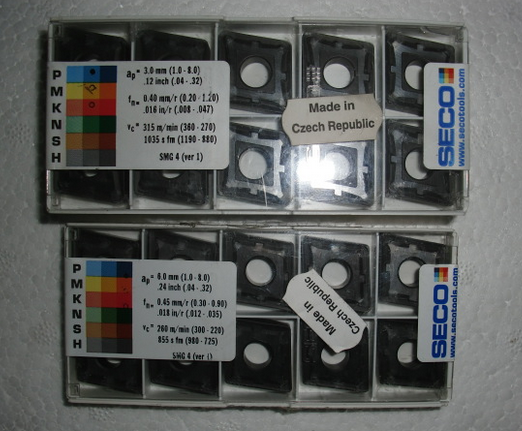 P
M
K
N
S
H
ap= 3.0 mm (1.0 - 8.0)
.12 inch (.04 - .32)
fn= 0.40 mm/r (0.20 - 1.20)
.016 in/r (.008 - .047)
vc= 315 m/min (360 - 270)
1035 s fm (1190 - 880)
SMG 4 (ver 1)
Made in
Czech Republic
SECO
www.secotools.com
P
M
K
N
S
H
ap= 6.0 mm (1.0 - 8.0)
.24 inch (.04 - .32)
fn= 0.45 mm/r (0.30 - 0.90)
.018 in/r (.012 - .035)
vc= 260 m/min (300 - 220)
855 s fm (980 - 725)
SMG 4 (ver 1)
Made in
Czech Republic
SECO
www.secotools.com